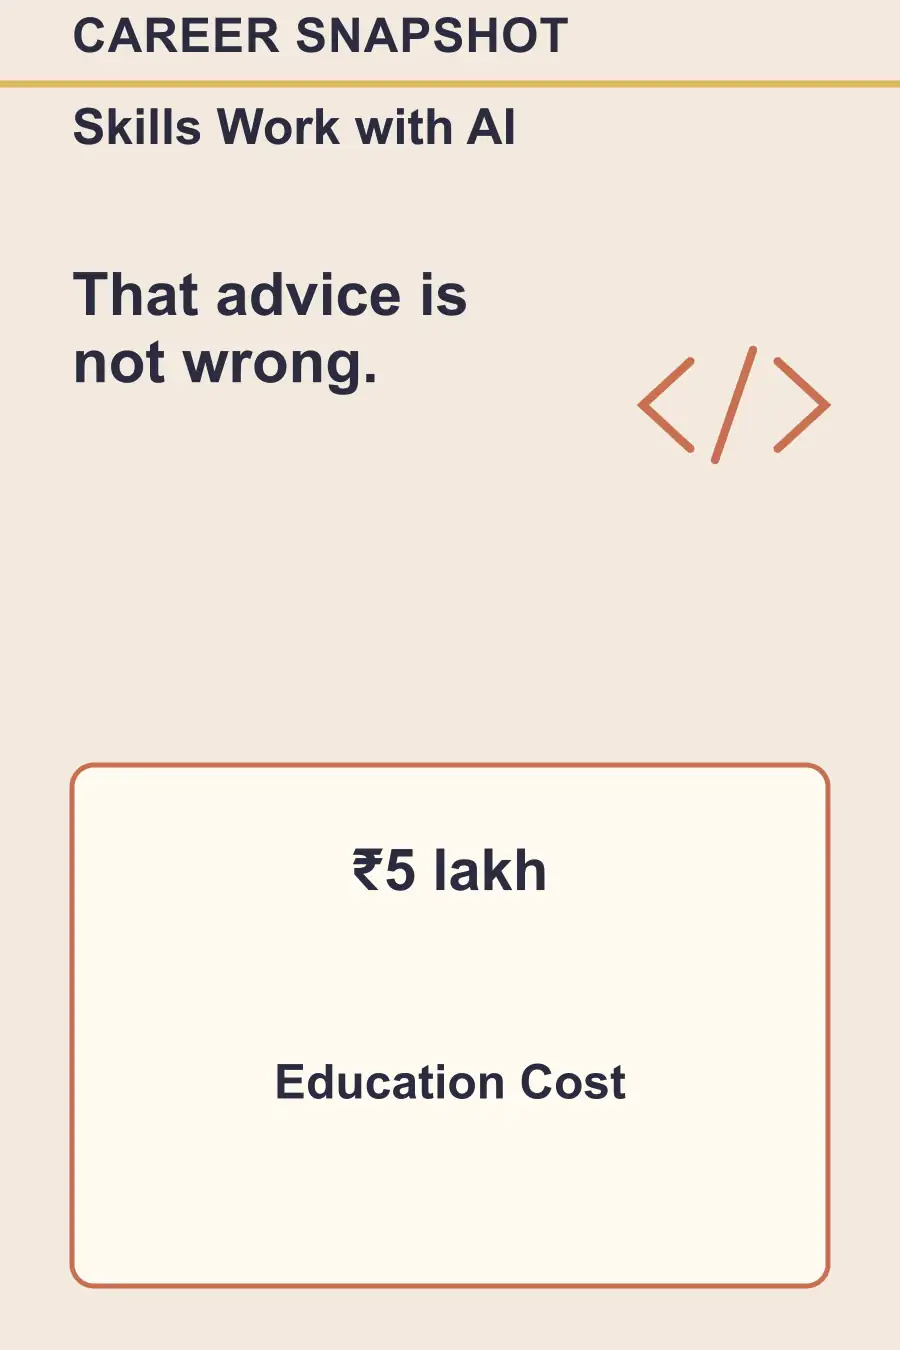 CAREER SNAPSHOT
Skills Work with AI
That advice is
not wrong.
</>
₹5 lakh
Education Cost